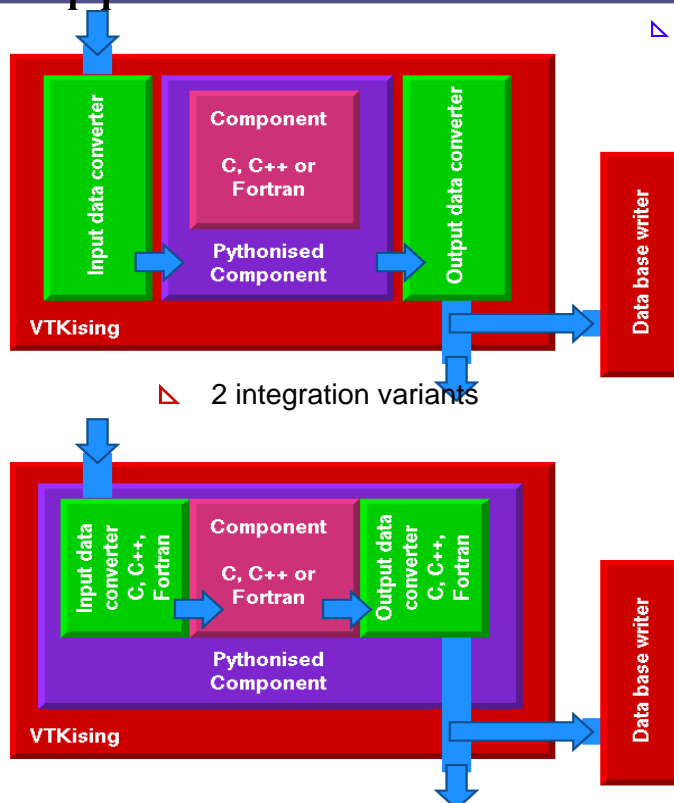 Input data converter
Component
C, C++ or
Fortran
Pythonised
Component
Output data converter
VTKising
Data base writer
2 integration variants
Input data
converter
C, C++,
Fortran
Component
C, C++ or
Fortran
Output data
converter
C, C++,
Fortran
Pythonised
Component
VTKising
Data base writer